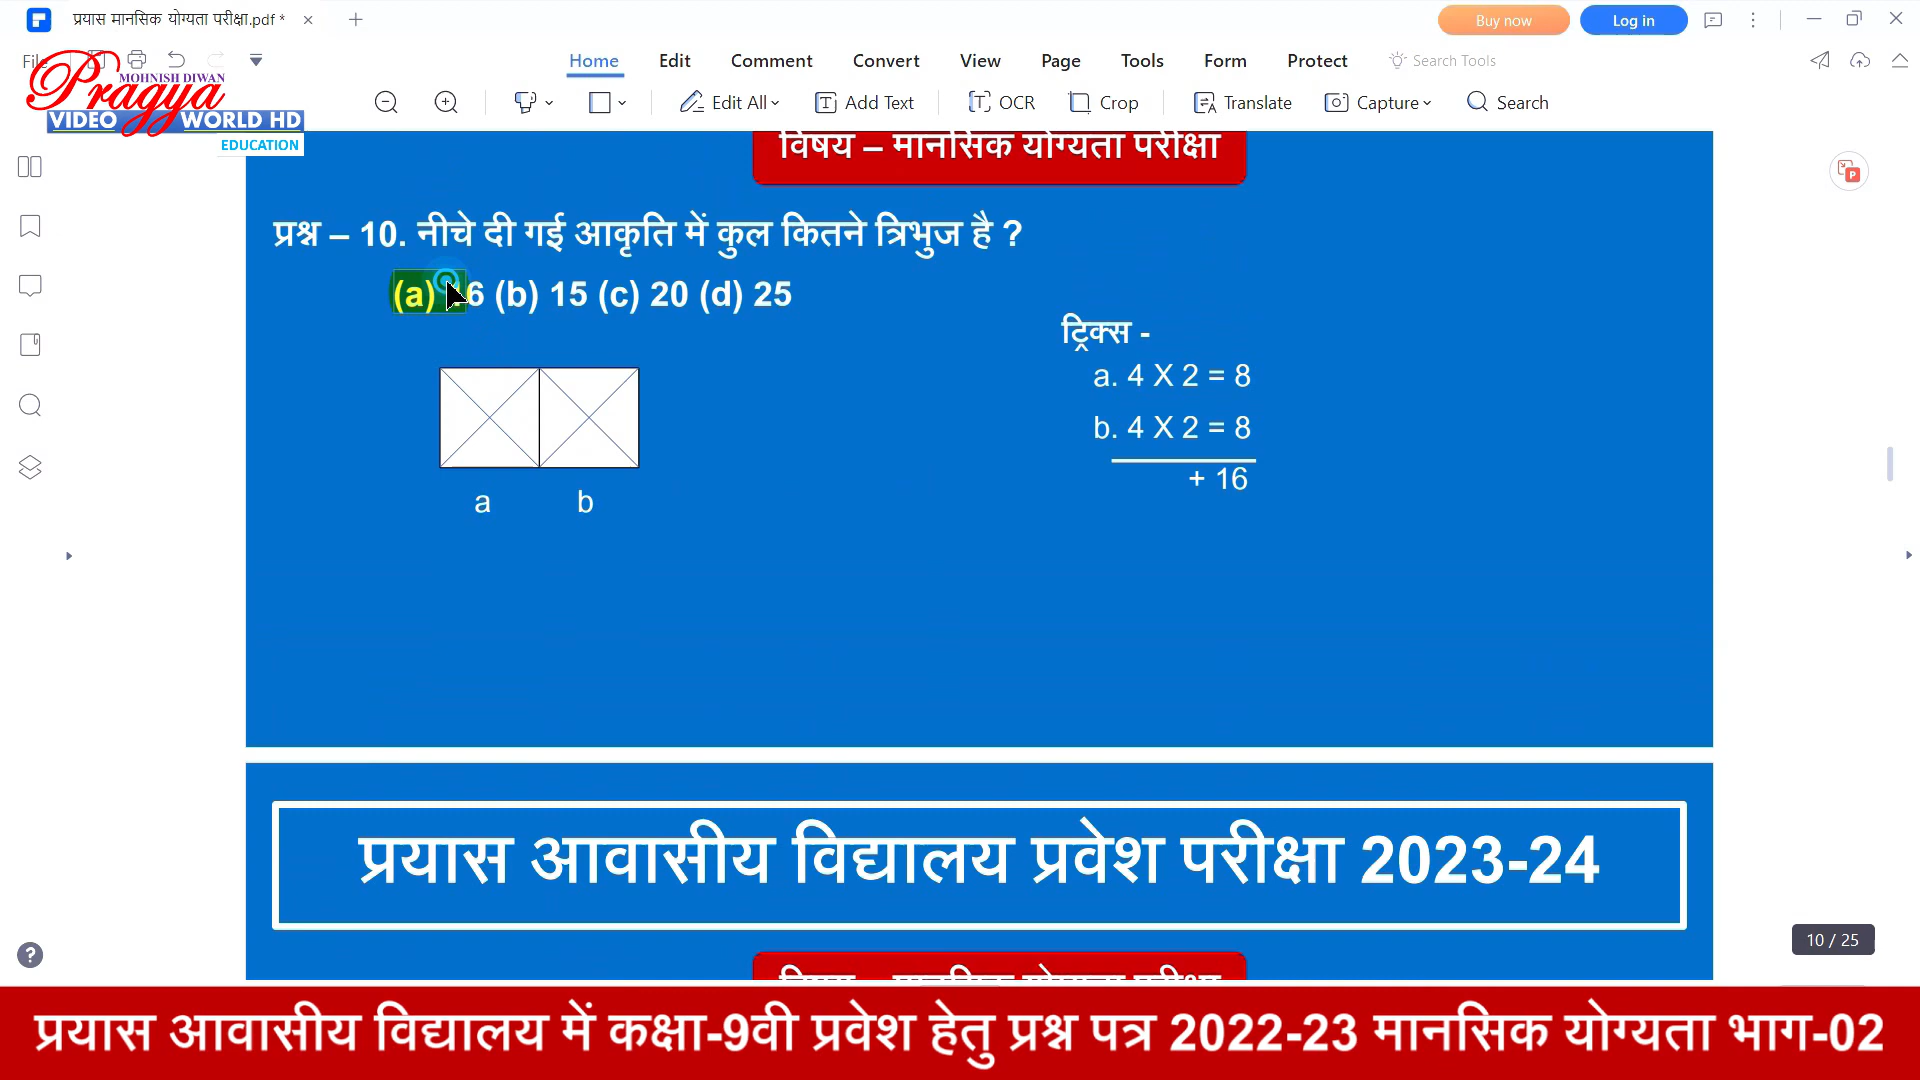 प्रयास मानसिक योग्यता परीक्षा.pdf *
Buy now
Log in
File
Home Edit Comment Convert View Page Tools Form Protect Search Tools
Edit All Add Text OCR Crop Translate Capture Search
MOHNISH DIWAN
Pragya
VIDEO WORLD HD
EDUCATION
विषय – मानसिक योग्यता परीक्षा
प्रश्न – 10. नीचे दी गई आकृति में कुल कितने त्रिभुज है ?
(a) 16 (b) 15 (c) 20 (d) 25
ट्रिक्स -
a. 4 X 2 = 8
b. 4 X 2 = 8
+ 16
a b
प्रयास आवासीय विद्यालय प्रवेश परीक्षा 2023-24
10 / 25
प्रयास आवासीय विद्यालय में कक्षा-9वी प्रवेश हेतु प्रश्न पत्र 2022-23 मानसिक योग्यता भाग-02